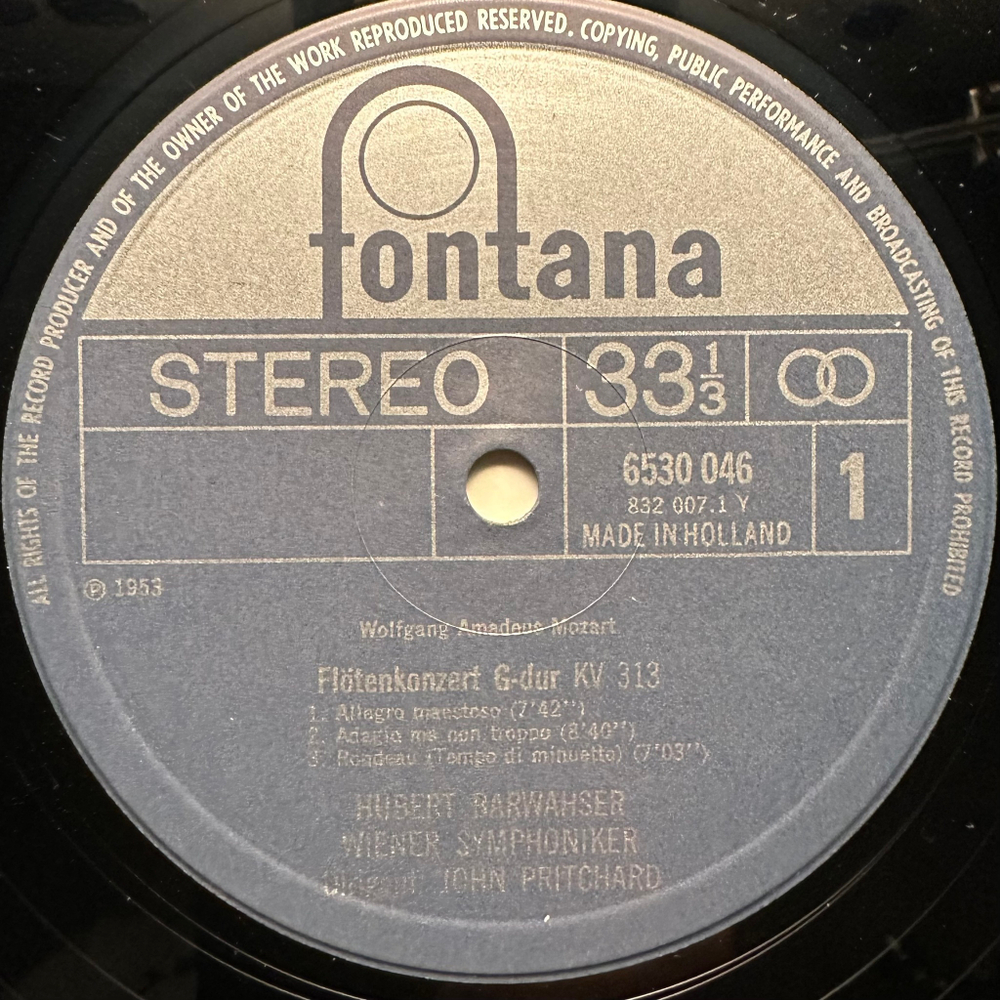 ALL RIGHTS OF THE RECORD PRODUCER AND OF THE OWNER OF THE WORK REPRODUCED RESERVED. COPYING, PUBLIC PERFORMANCE AND BROADCASTING OF THIS RECORD PROHIBITED
fontana
STEREO 33 1/3
6530 046 1
832 007.1 Y
MADE IN HOLLAND
℗ 1953
Wolfgang Amadeus Mozart
Flötenkonzert G-dur KV 313
1. Allegro maestoso (7'42'')
2. Adagio ma non troppo (8'40'')
3. Rondeau (Tempo di minuetto) (7'03'')
HUBERT BARWAHSER
WIENER SYMPHONIKER
Dirigent JOHN PRITCHARD